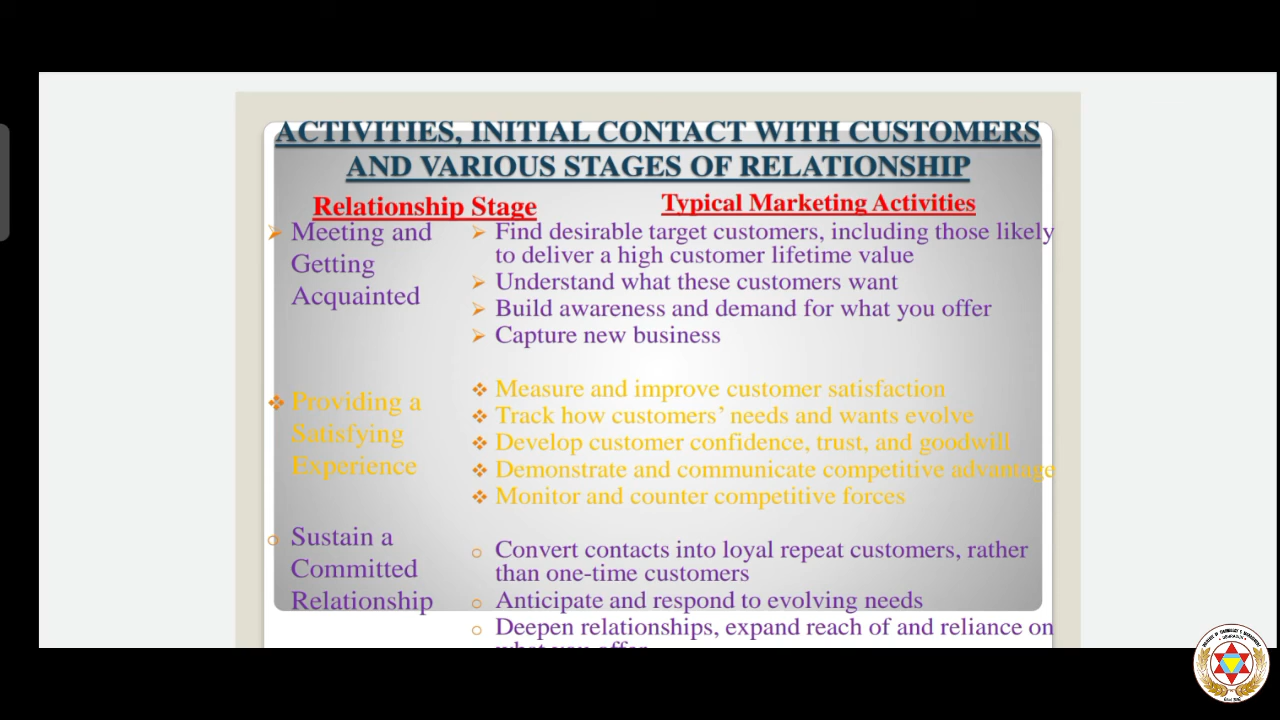 ACTIVITIES, INITIAL CONTACT WITH CUSTOMERS
AND VARIOUS STAGES OF RELATIONSHIP
Relationship Stage
Typical Marketing Activities
Meeting and
Getting
Acquainted
Find desirable target customers, including those likely
to deliver a high customer lifetime value
Understand what these customers want
Build awareness and demand for what you offer
Capture new business
Providing a
Satisfying
Experience
Measure and improve customer satisfaction
Track how customers’ needs and wants evolve
Develop customer confidence, trust, and goodwill
Demonstrate and communicate competitive advantage
Monitor and counter competitive forces
Sustain a
Committed
Relationship
Convert contacts into loyal repeat customers, rather
than one-time customers
Anticipate and respond to evolving needs
Deepen relationships, expand reach of and reliance on
what you offer